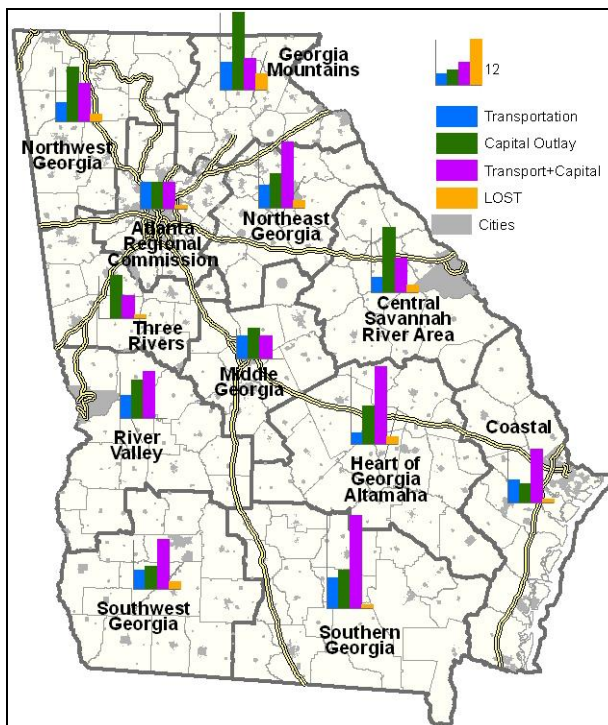 Georgia
Mountains
12
Transportation
Capital Outlay
Transport+Capital
LOST
Cities
Northwest
Georgia
Northeast
Georgia
Atlanta
Regional
Commission
Central
Savannah
River Area
Three
Rivers
Middle
Georgia
Coastal
River
Valley
Heart of
Georgia
Altamaha
Southwest
Georgia
Southern
Georgia